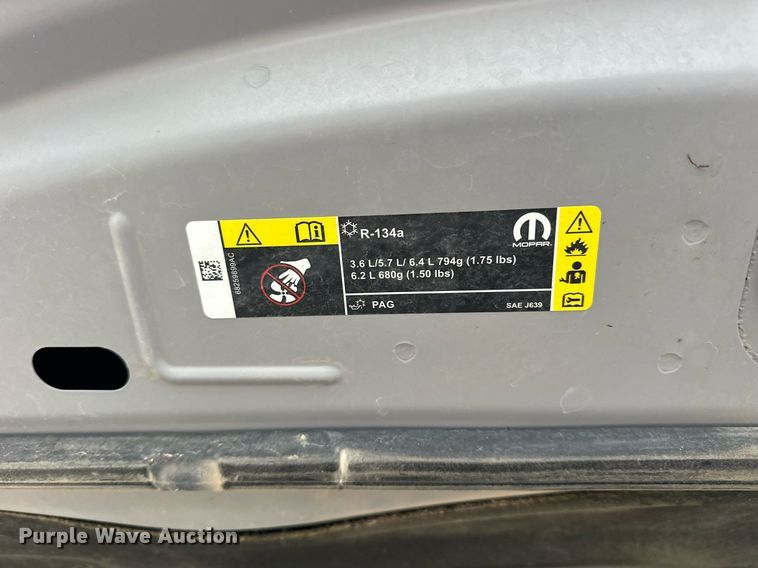 68259699AC
R-134a
MOPAR
3.6 L/5.7 L/ 6.4 L 794g (1.75 lbs)
6.2 L 680g (1.50 lbs)
PAG
SAE J639
Purple Wave Auction